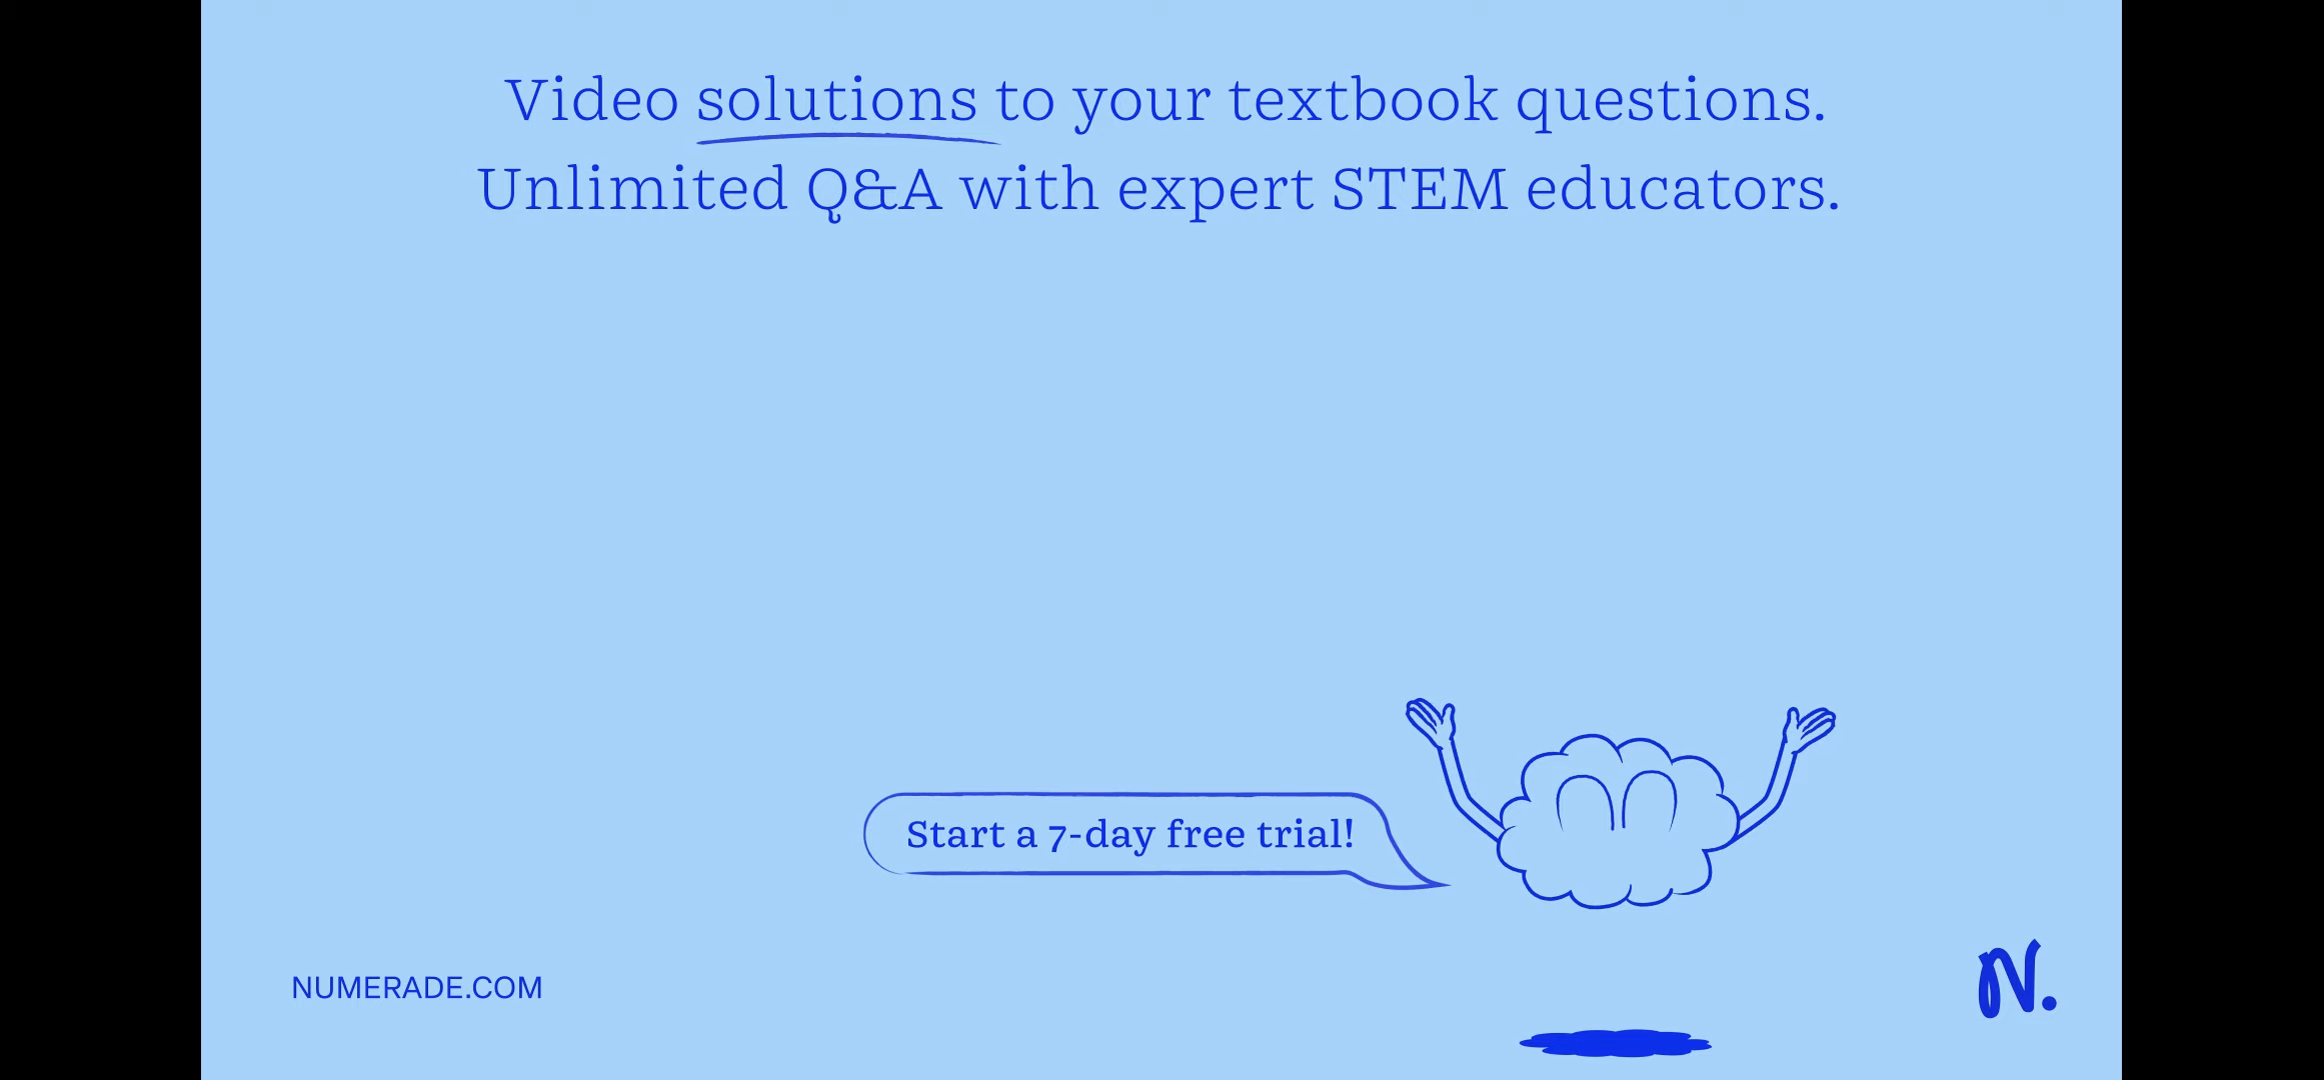 Video solutions to your textbook questions.
Unlimited Q&A with expert STEM educators.
Start a 7-day free trial!
NUMERADE.COM
N.